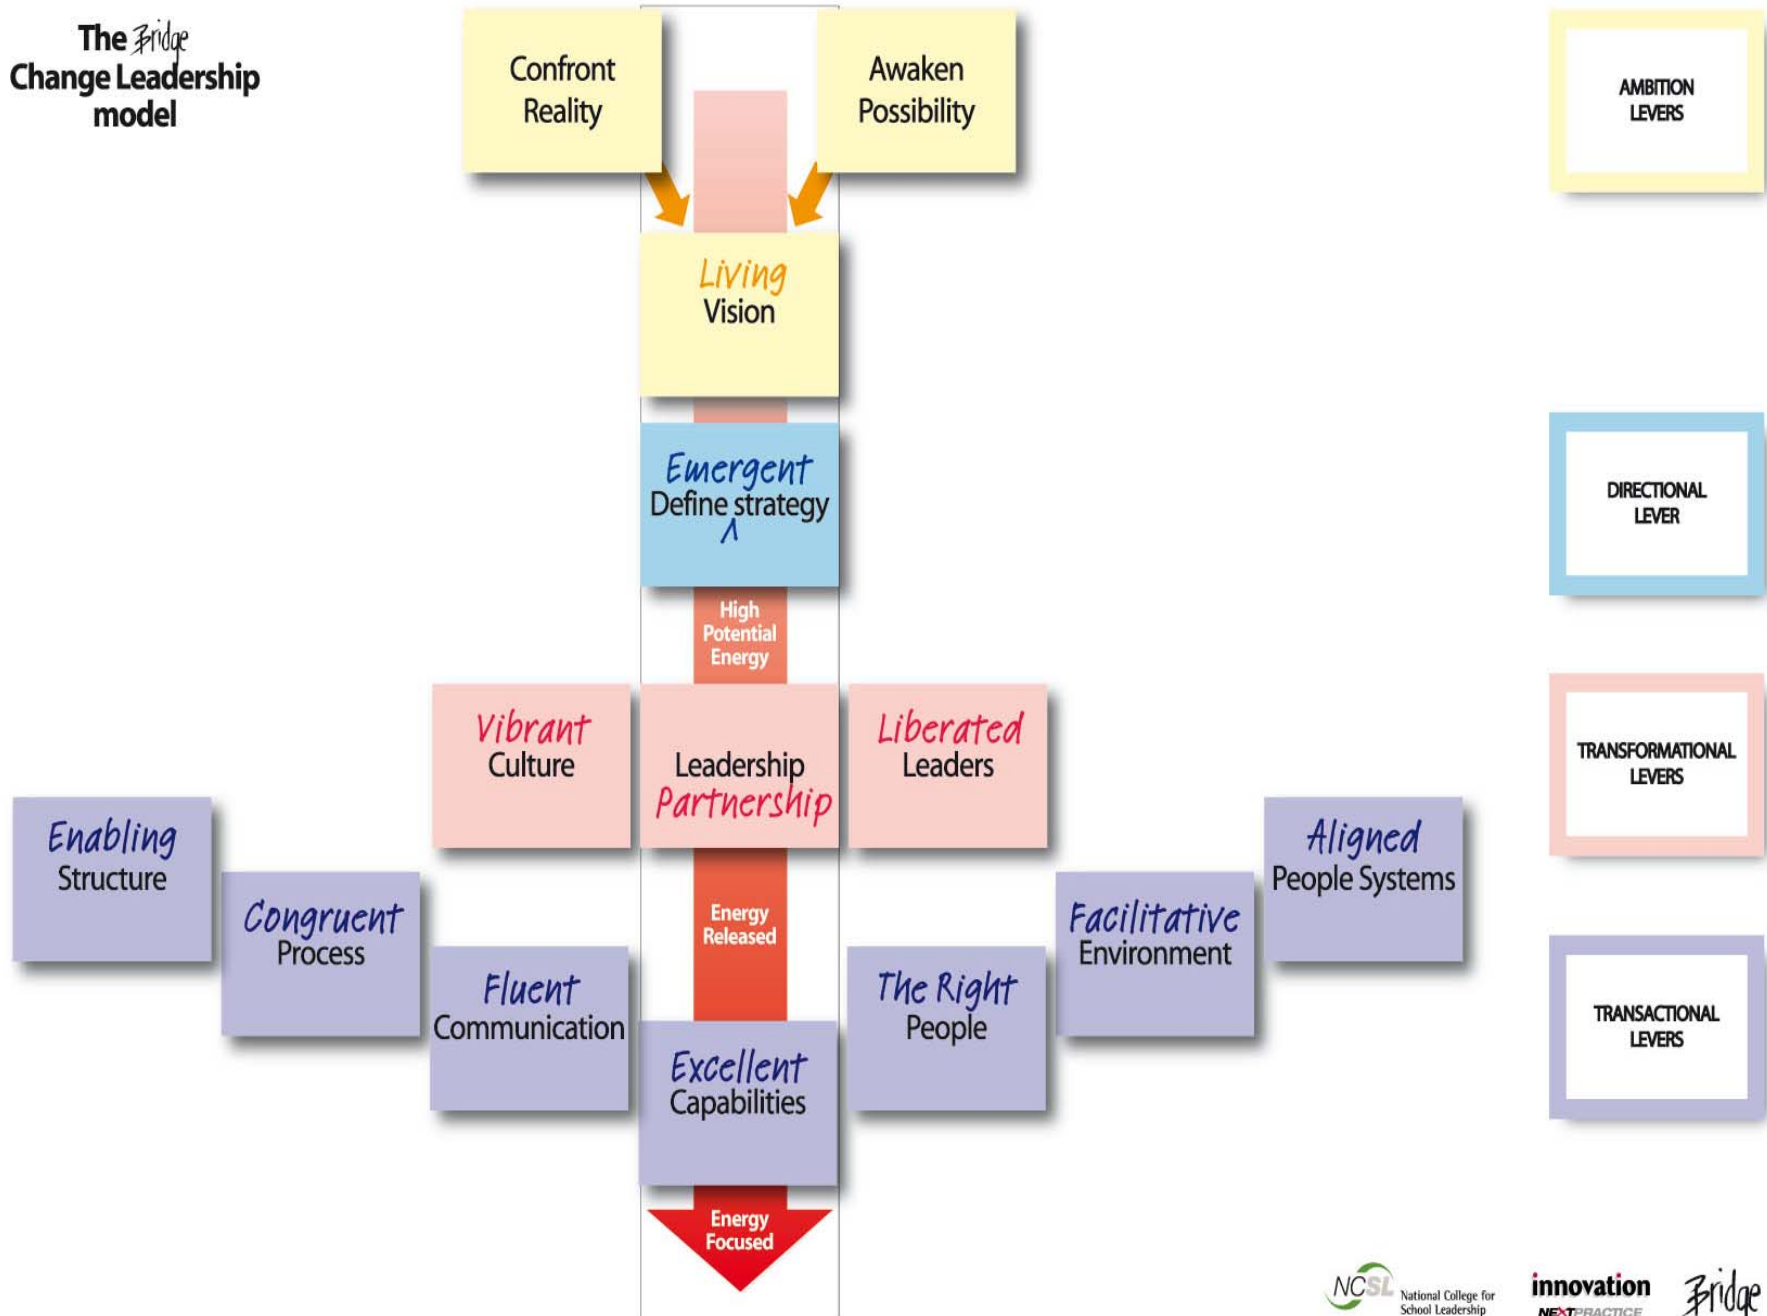 The Bridge
Change Leadership
model
Confront
Reality
Awaken
Possibility
AMBITION
LEVERS
Living
Vision
Emergent
Define strategy
^
DIRECTIONAL
LEVER
High
Potential
Energy
Vibrant
Culture
Leadership
Partnership
Liberated
Leaders
TRANSFORMATIONAL
LEVERS
Enabling
Structure
Congruent
Process
Fluent
Communication
Energy
Released
Excellent
Capabilities
The Right
People
Facilitative
Environment
Aligned
People Systems
TRANSACTIONAL
LEVERS
Energy
Focused
NCSL
National College for
School Leadership
innovation
NEXTPRACTICE
Bridge